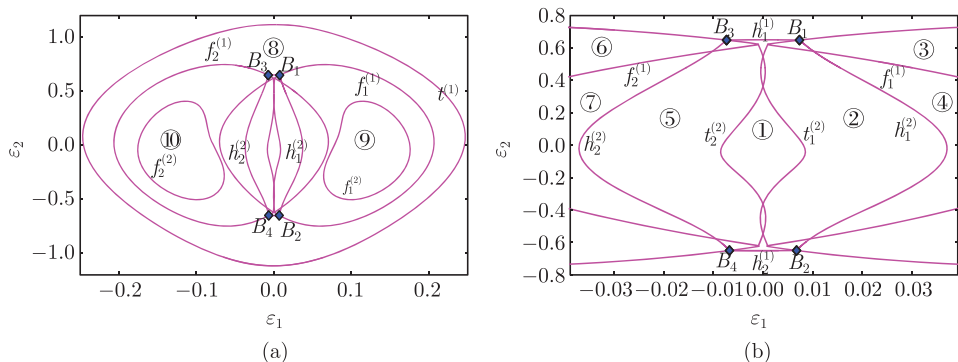 1.0
0.5
0.0
−0.5
−1.0
ε₂
−0.2 −0.1 0.0 0.1 0.2
ε₁
(a)
f₂⁽¹⁾ ⑧
B₃ B₁
f₁⁽¹⁾
t⁽¹⁾
⑩ h₂⁽²⁾ h₁⁽²⁾ ⑨
f₂⁽²⁾ f₁⁽²⁾
B₄ B₂
0.8
0.6
0.4
0.2
0.0
−0.2
−0.4
−0.6
−0.8
ε₂
−0.03 −0.02 −0.01 0.00 0.01 0.02 0.03
ε₁
(b)
B₃ h₁⁽¹⁾ B₁
⑥ ③
f₂⁽¹⁾ f₁⁽¹⁾
⑦ ④
⑤ ① ②
h₂⁽²⁾ t₂⁽²⁾ t₁⁽²⁾ h₁⁽²⁾
B₄ h₂⁽¹⁾ B₂